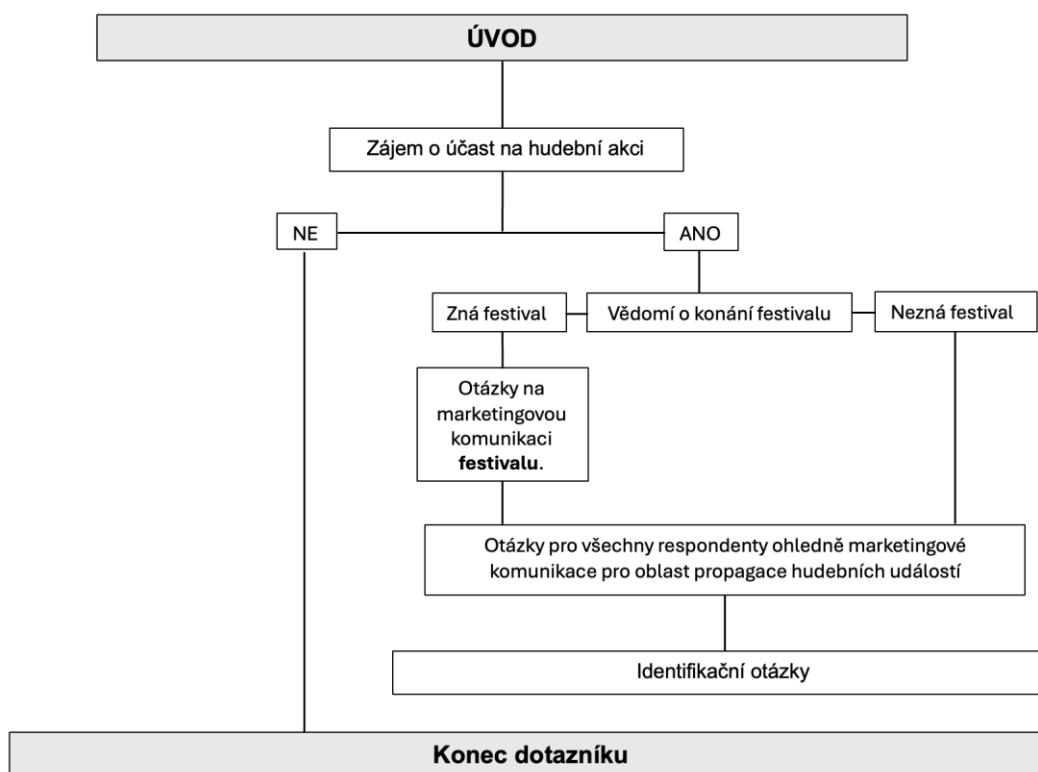 ÚVOD
Zájem o účast na hudební akci
NE
ANO
Zná festival
Vědomí o konání festivalu
Nezná festival
Otázky na
marketingovou
komunikaci
festivalu.
Otázky pro všechny respondenty ohledně marketingové
komunikace pro oblast propagace hudebních událostí
Identifikační otázky
Konec dotazníku